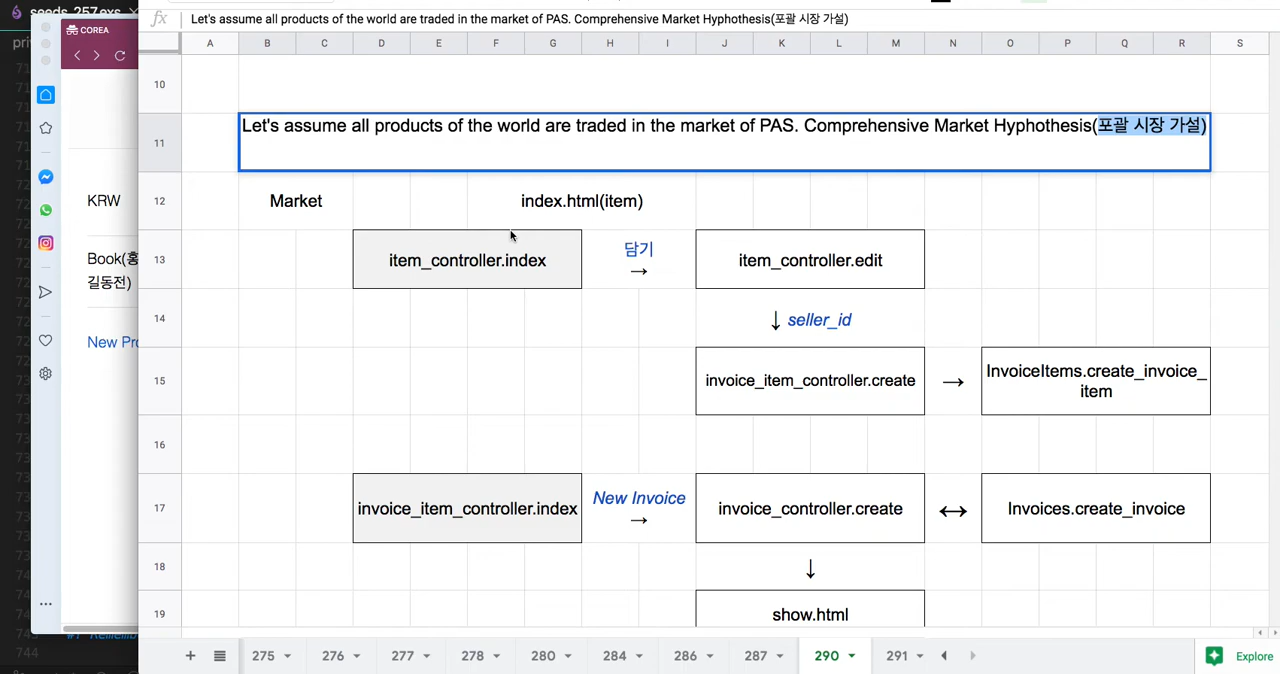 seeds_257.exs
fx Let's assume all products of the world are traded in the market of PAS. Comprehensive Market Hyphothesis(포괄 시장 가설)
COREA
A B C D E F G H I J K L M N O P Q R S
10
11 Let's assume all products of the world are traded in the market of PAS. Comprehensive Market Hyphothesis(포괄 시장 가설)
12 Market index.html(item)
13 item_controller.index 담기 → item_controller.edit
14 ↓ seller_id
15 invoice_item_controller.create → InvoiceItems.create_invoice_
item
16
17 invoice_item_controller.index New Invoice → invoice_controller.create ↔ Invoices.create_invoice
18 ↓
19 show.html
KRW
Book(홍
길동전)
New Pro
744
+ 275 276 277 278 280 284 286 287 290 291 Explore